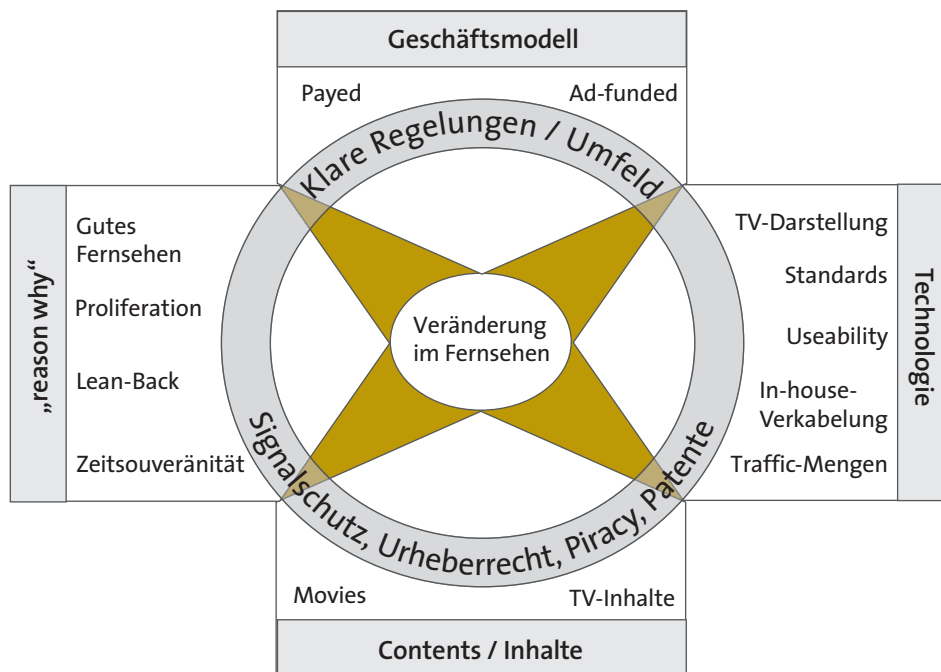 Geschäftsmodell
Payed
Ad-funded
Klare Regelungen / Umfeld
„reason why“
Gutes
Fernsehen
Proliferation
Lean-Back
Zeitsouveränität
Veränderung
im Fernsehen
TV-Darstellung
Standards
Useability
In-house-
Verkabelung
Traffic-Mengen
Technologie
Signalschutz, Urheberrecht, Piracy, Patente
Movies
TV-Inhalte
Contents / Inhalte